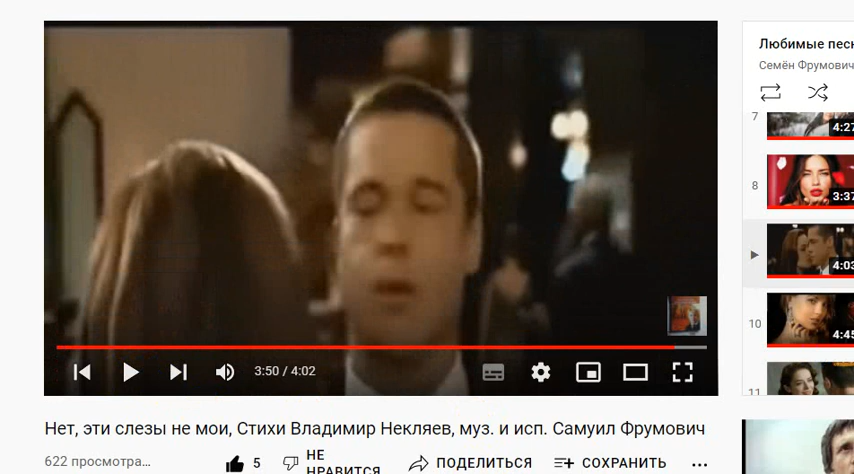 Любимые песн
Семён Фрумович
7
4:27
8
3:37
4:03
10
4:45
11
3:50 / 4:02
Нет, эти слезы не мои, Стихи Владимир Некляев, муз. и исп. Самуил Фрумович
622 просмотра...
5
НЕ
НРАВИТСЯ
ПОДЕЛИТЬСЯ
СОХРАНИТЬ